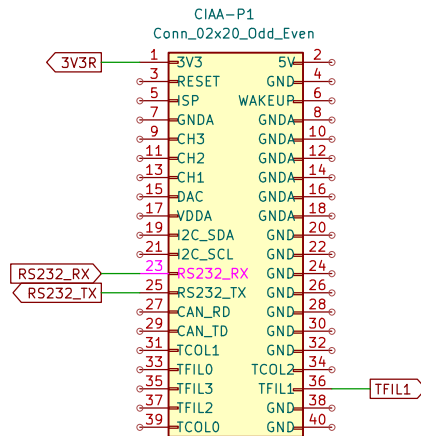 CIAA-P1
Conn_02x20_Odd_Even
3V3R 1 3V3 5V 2
3 RESET GND 4
5 ISP WAKEUP 6
7 GNDA GNDA 8
9 CH3 GNDA 10
11 CH2 GNDA 12
13 CH1 GNDA 14
15 DAC GNDA 16
17 VDDA GNDA 18
19 I2C_SDA GND 20
21 I2C_SCL GND 22
RS232_RX 23 RS232_RX GND 24
RS232_TX 25 RS232_TX GND 26
27 CAN_RD GND 28
29 CAN_TD GND 30
31 TCOL1 GND 32
33 TFIL0 TCOL2 34
35 TFIL3 TFIL1 36 TFIL1
37 TFIL2 GND 38
39 TCOL0 GND 40